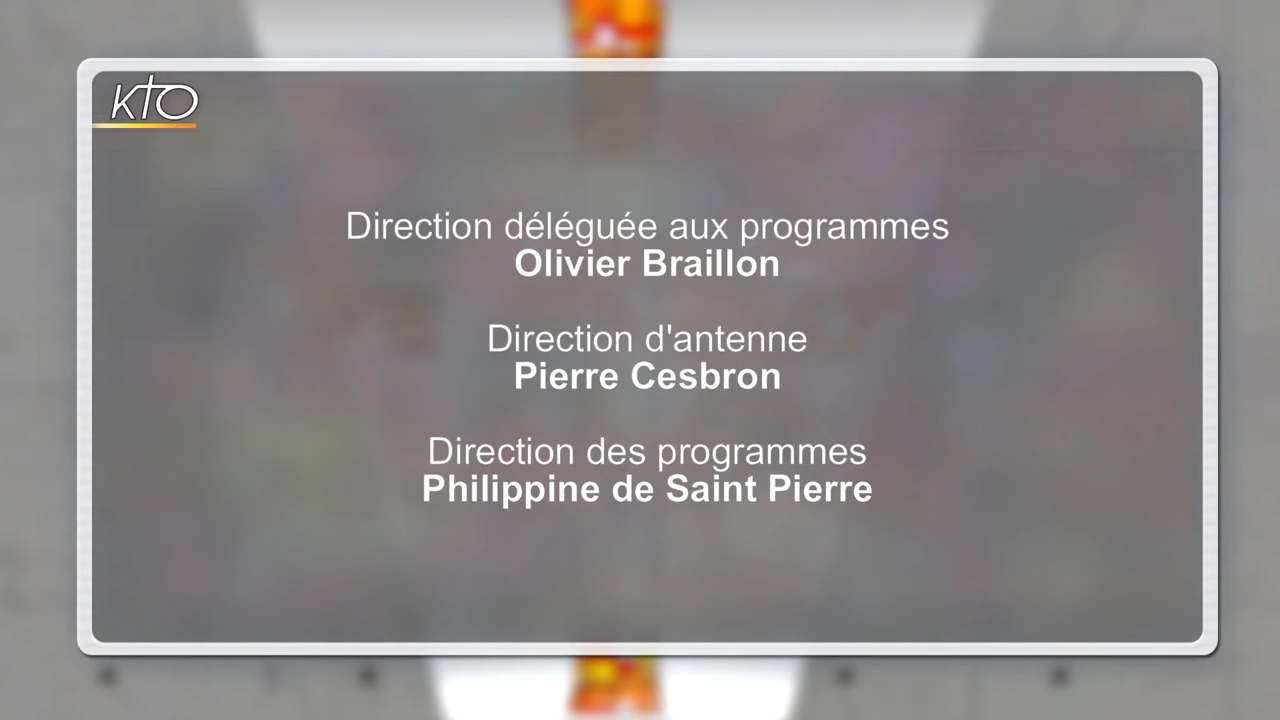 KTO
Direction déléguée aux programmes
Olivier Braillon
Direction d'antenne
Pierre Cesbron
Direction des programmes
Philippine de Saint Pierre